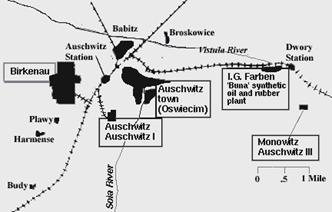 Babitz
Broskowice
Auschwitz
Station
Vistula River
Dwory
Station
Birkenau
I.G. Farben
'Buna' synthetic
oil and rubber
plant
Auschwitz
town
(Oswiecim)
Plawy
Harmense
Auschwitz
Auschwitz I
Monowitz
Auschwitz III
Budy
Sola River
0 .5 1 Mile